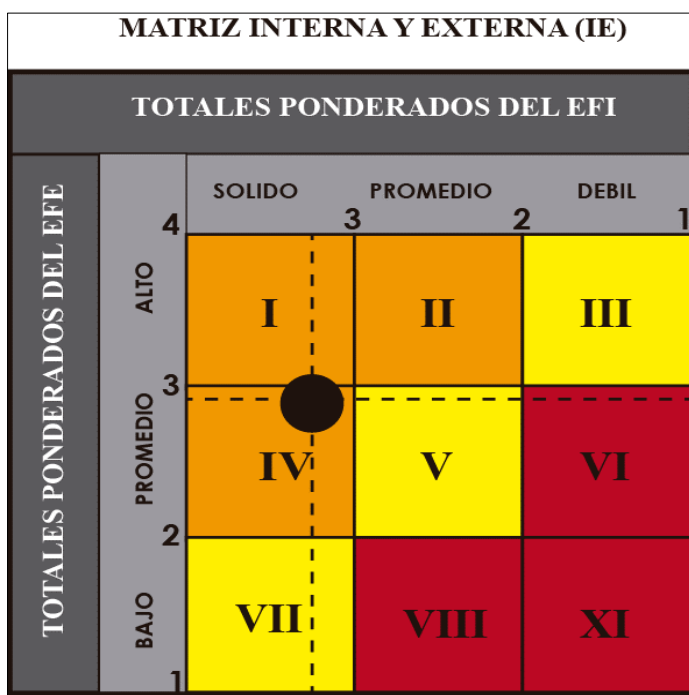 MATRIZ INTERNA Y EXTERNA (IE)
TOTALES PONDERADOS DEL EFI
TOTALES PONDERADOS DEL EFE
SOLIDO PROMEDIO DEBIL
4 3 2 1
ALTO
I II III
3
PROMEDIO
IV V VI
2
BAJO
VII VIII XI
1